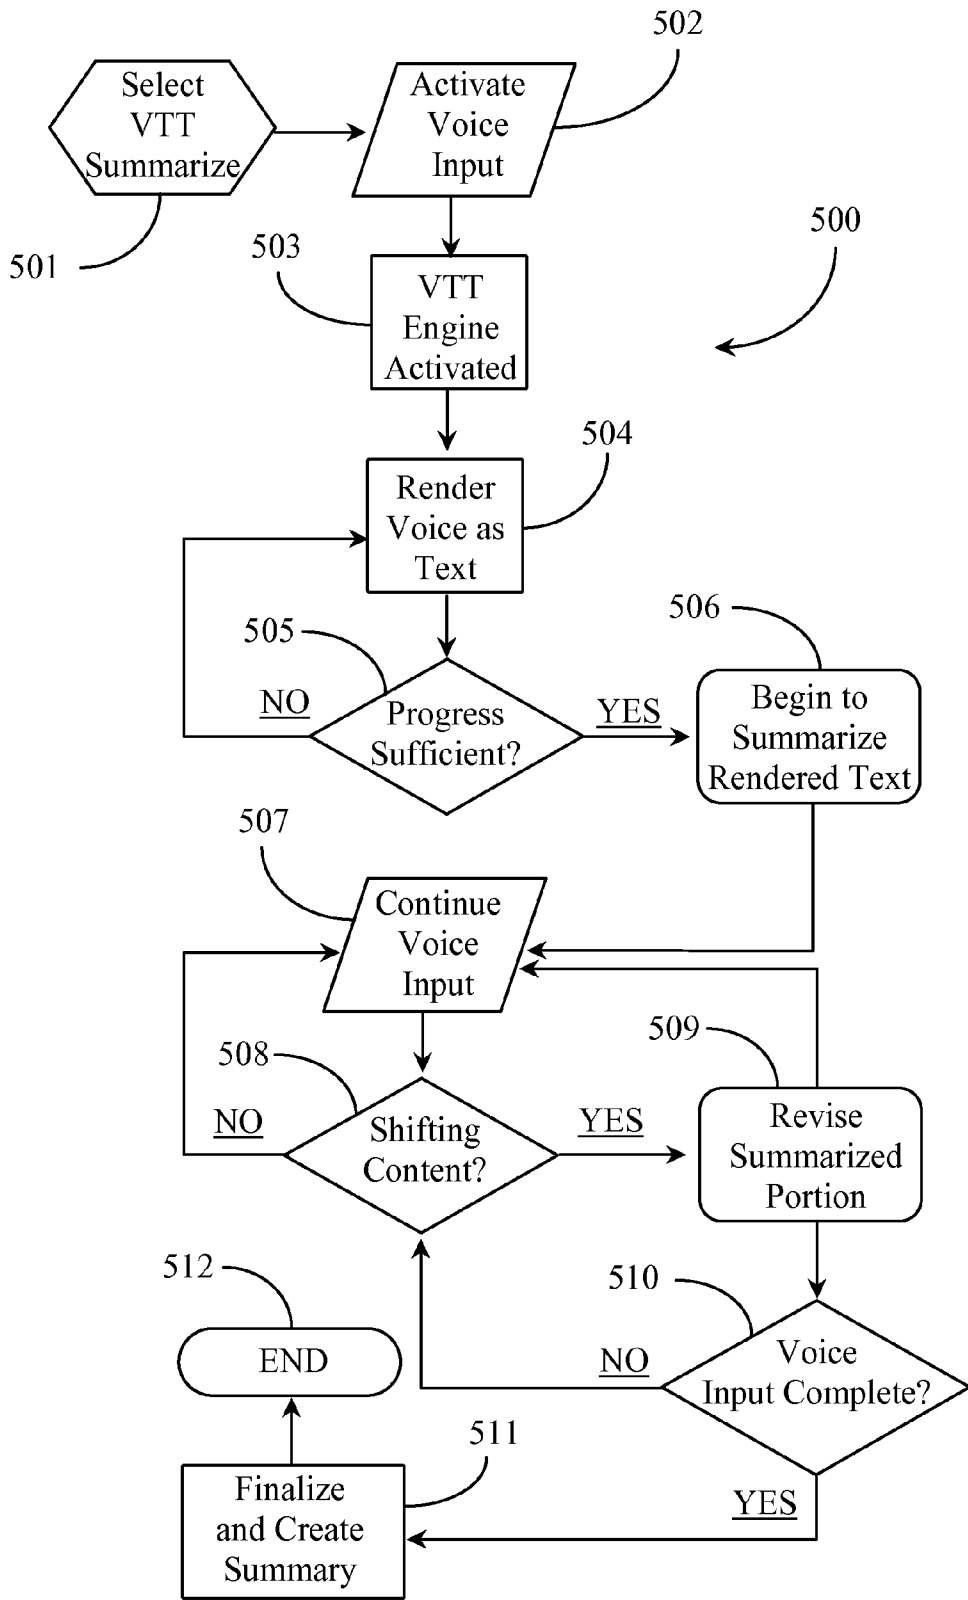 502
Select
VTT
Summarize
Activate
Voice
Input
501
503
500
VTT
Engine
Activated
504
Render
Voice as
Text
505
506
NO
Progress
Sufficient?
YES
Begin to
Summarize
Rendered Text
507
Continue
Voice
Input
508
509
NO
Shifting
Content?
YES
Revise
Summarized
Portion
512
510
END
NO
Voice
Input Complete?
511
Finalize
and Create
Summary
YES